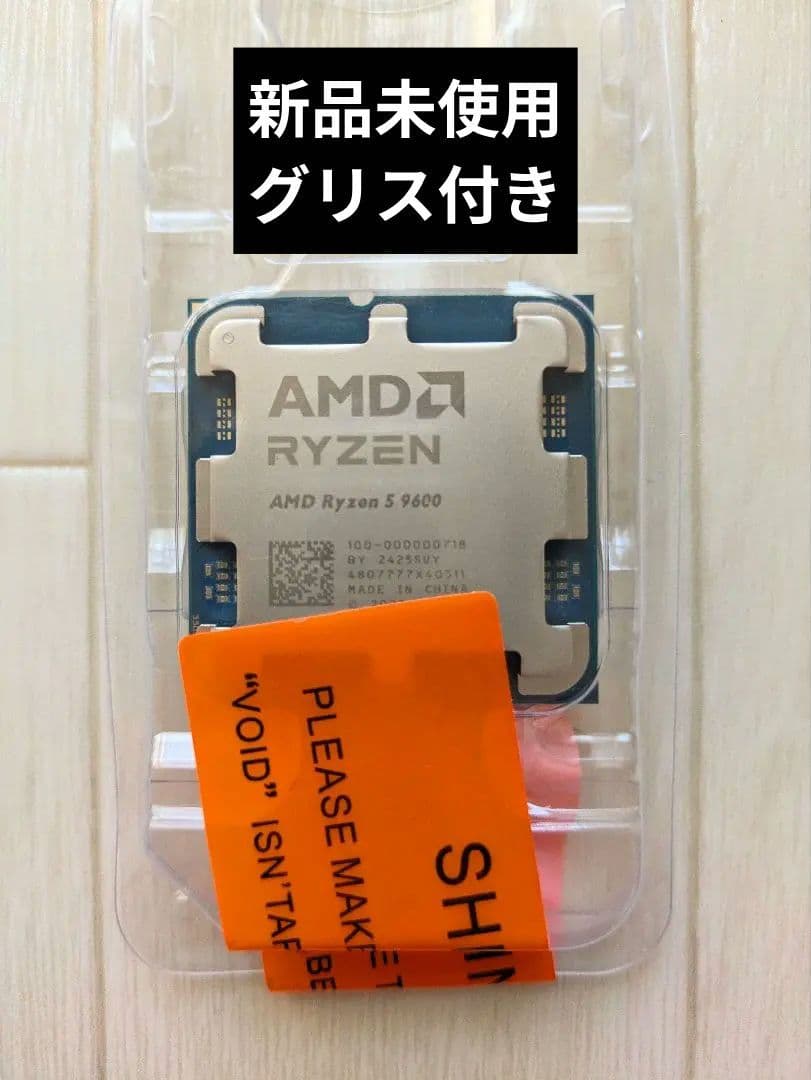 新品未使用
グリス付き
AMD
RYZEN
AMD Ryzen 5 9600
100-000000718
BY 2425SUY
4807777X40511
MADE IN CHINA
PLEASE MAKE
"VOID" ISN'T